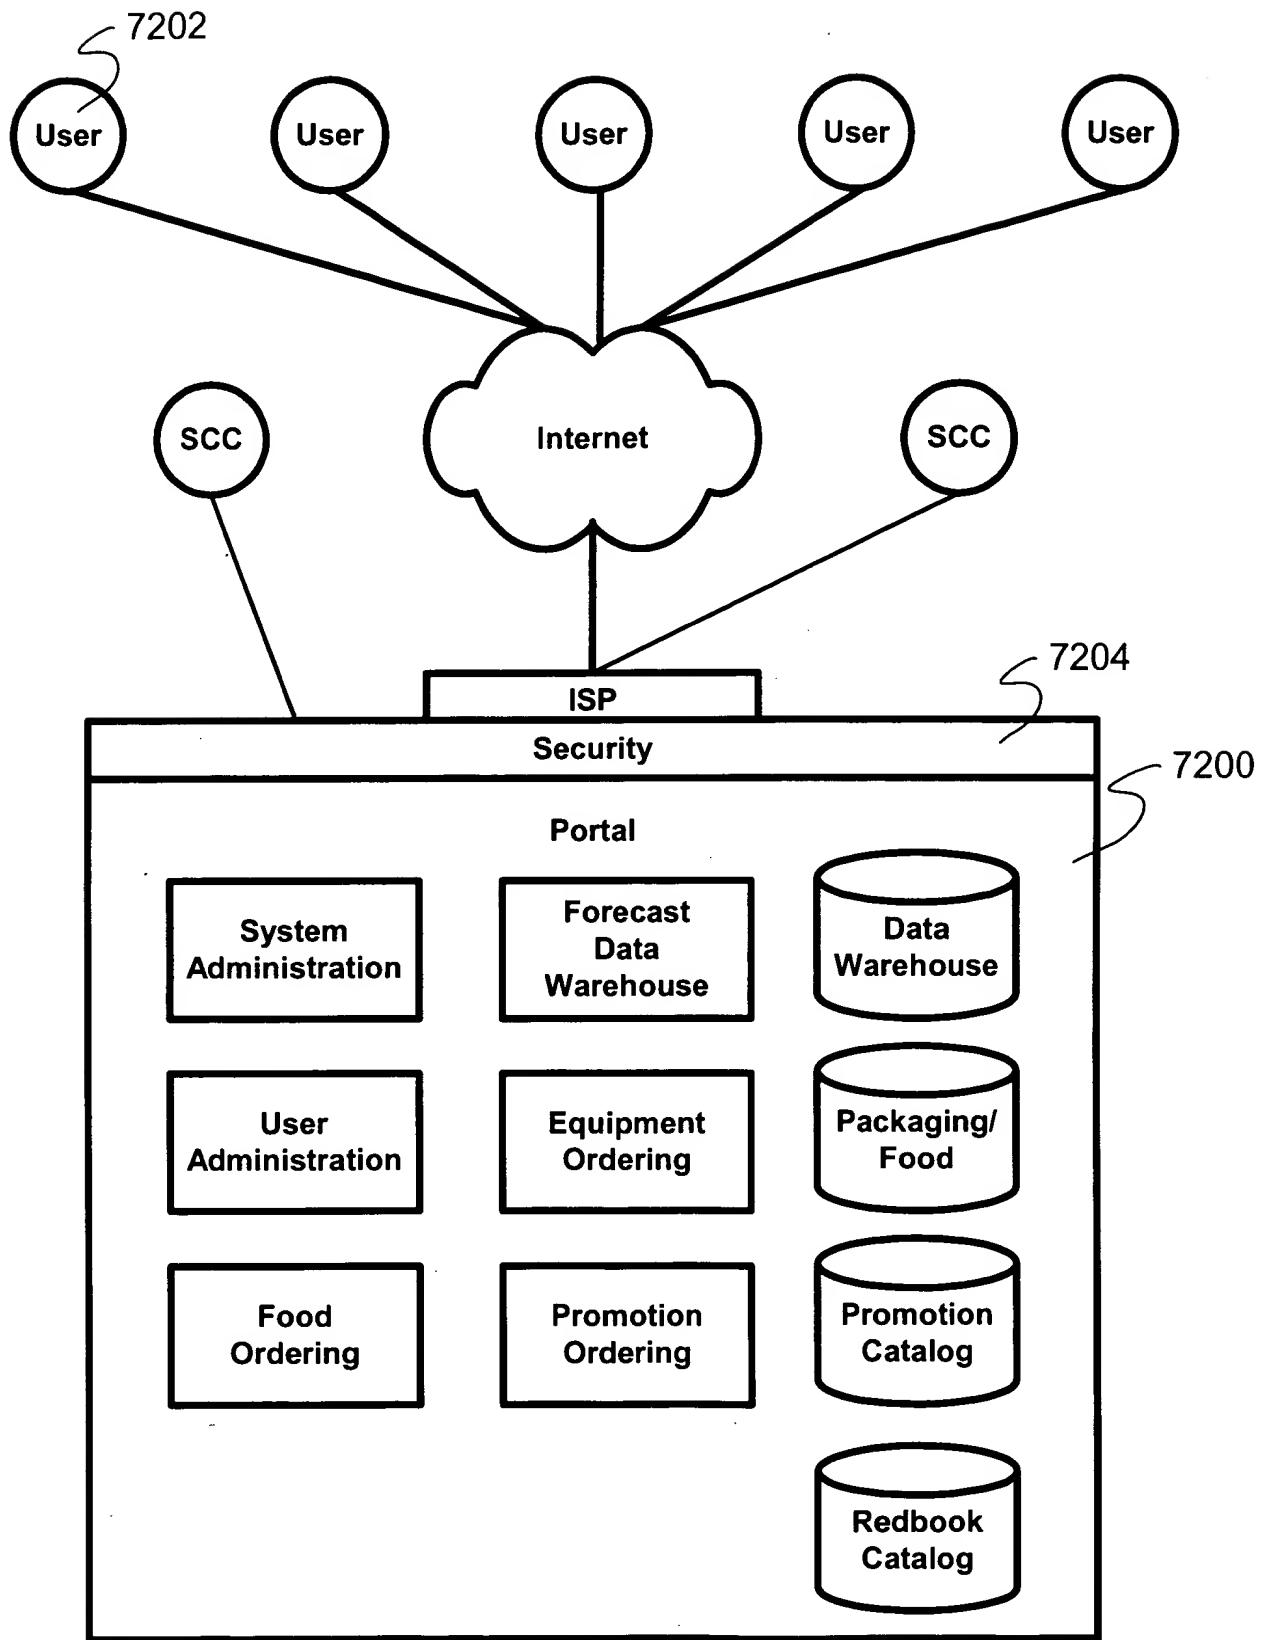 7202
User
User
User
User
User
SCC
Internet
SCC
7204
ISP
Security
7200
Portal
System
Administration
Forecast
Data
Warehouse
Data
Warehouse
User
Administration
Equipment
Ordering
Packaging/
Food
Food
Ordering
Promotion
Ordering
Promotion
Catalog
Redbook
Catalog